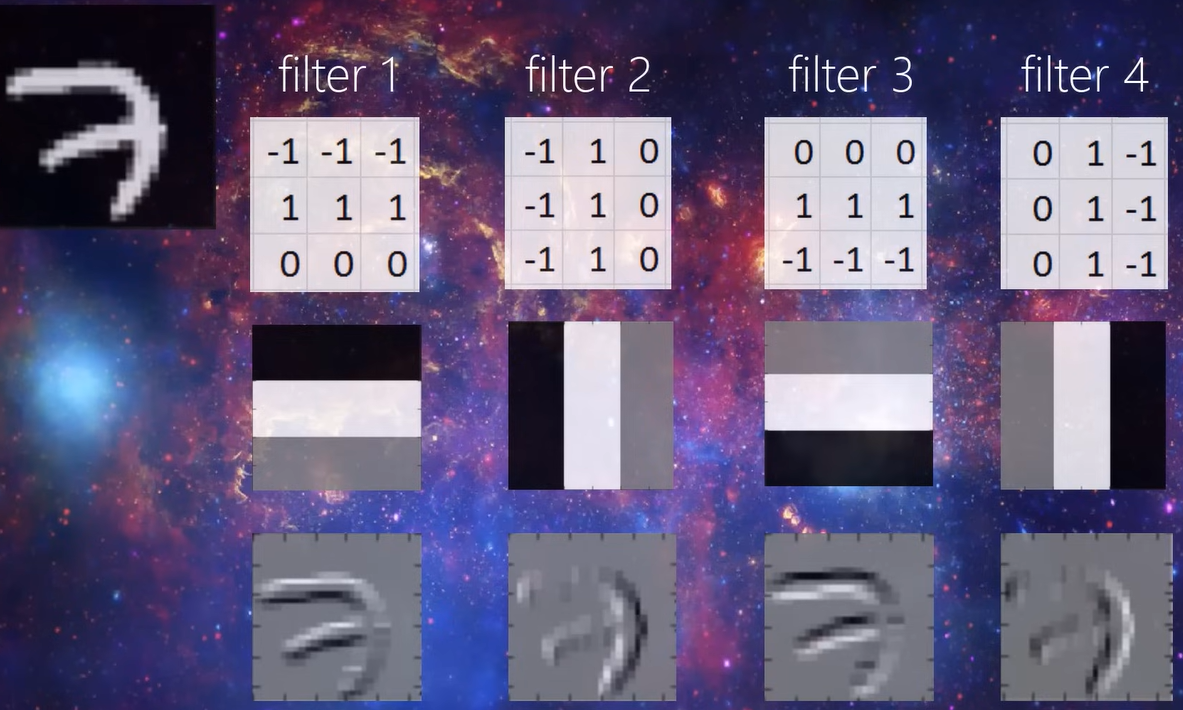 filter 1 filter 2 filter 3 filter 4
-1 -1 -1 -1 1 0 0 0 0 0 1 -1
1 1 1 -1 1 0 1 1 1 0 1 -1
0 0 0 -1 1 0 -1 -1 -1 0 1 -1